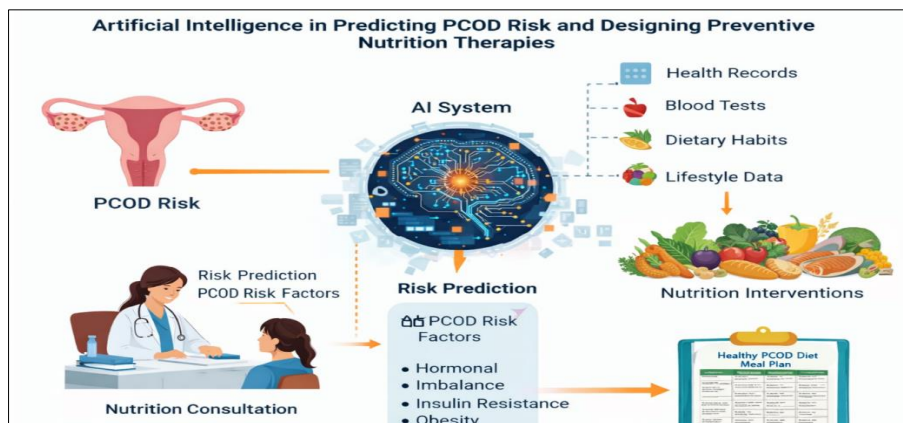 Artificial Intelligence in Predicting PCOD Risk and Designing Preventive
Nutrition Therapies
AI System
Health Records
Blood Tests
Dietary Habits
Lifestyle Data
PCOD Risk
Risk Prediction
PCOD Risk Factors
Nutrition Consultation
Risk Prediction
PCOD Risk
Factors
• Hormonal
• Imbalance
• Insulin Resistance
• Obesity
Nutrition Interventions
Healthy PCOD Diet
Meal Plan